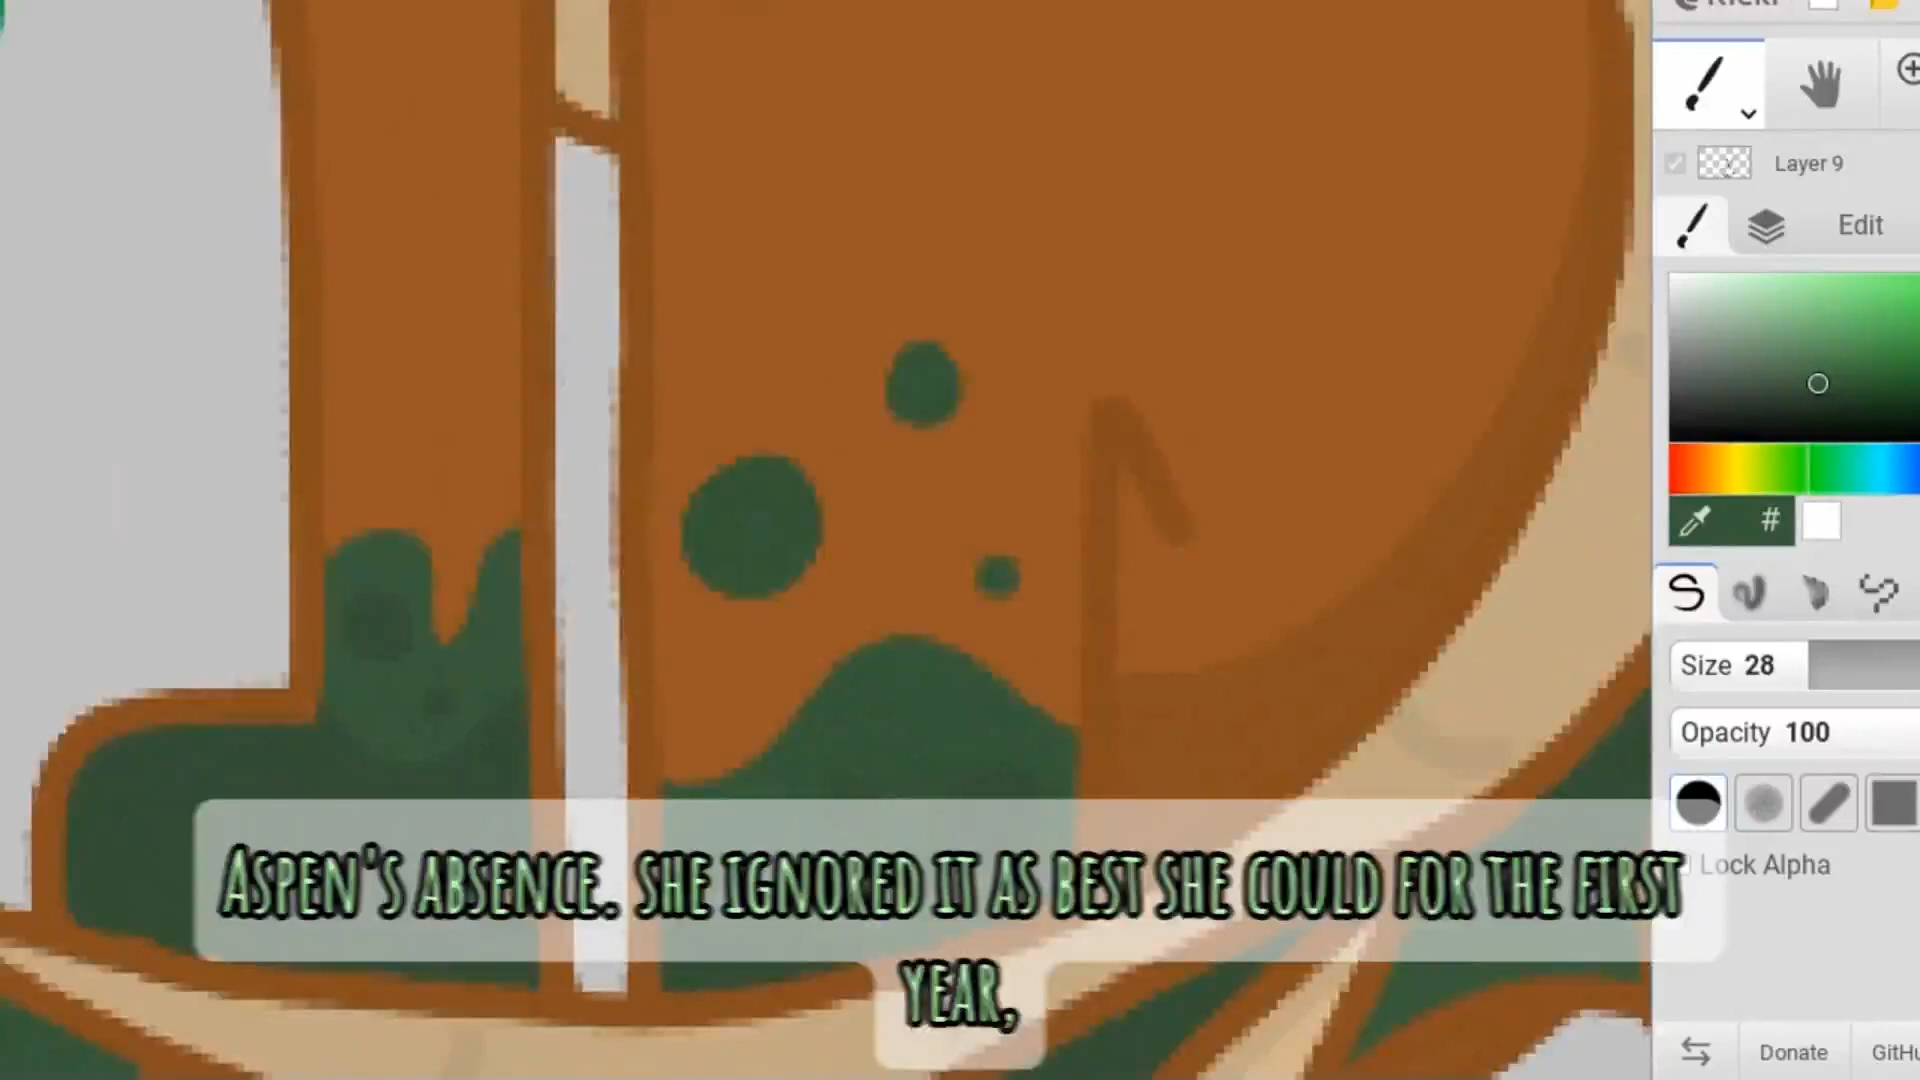 Layer 9
Edit
#
Size 28
Opacity 100
Lock Alpha
ASPEN'S ABSENCE. SHE IGNORED IT AS BEST SHE COULD FOR THE FIRST
YEAR,
Donate